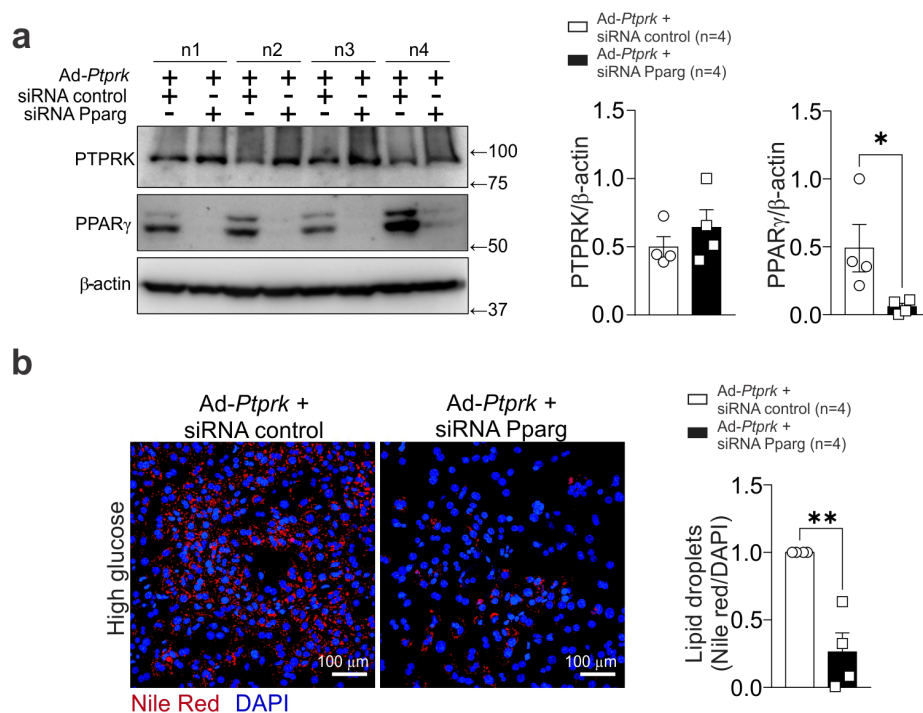 a
n1 n2 n3 n4
Ad-Ptprk + + + + + + + +
siRNA control + - + - + - + -
siRNA Pparg - + - + - + - +
PTPRK
←100
←75
PPARγ
←50
β-actin
←37
Ad-Ptprk +
siRNA control (n=4)
Ad-Ptprk +
siRNA Pparg (n=4)
PTPRK/β-actin
1.5
1.0
0.5
0.0
PPARγ/β-actin
1.5
1.0
0.5
0.0
*
b
Ad-Ptprk +
siRNA control
Ad-Ptprk +
siRNA Pparg
High glucose
100 μm
100 μm
Nile Red DAPI
Ad-Ptprk +
siRNA control (n=4)
Ad-Ptprk +
siRNA Pparg (n=4)
Lipid droplets
(Nile red/DAPI)
1.5
1.0
0.5
0.0
**